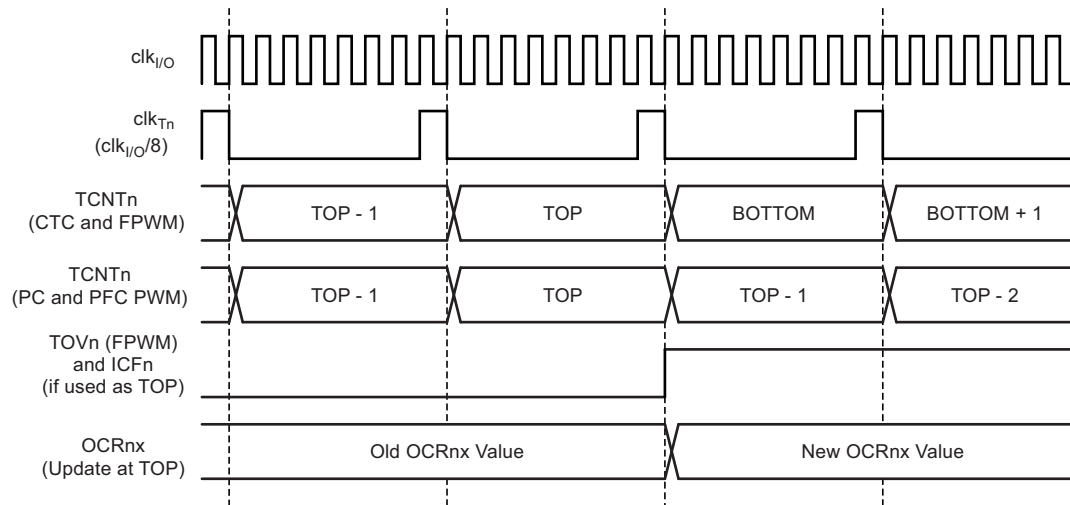 clkI/O
clkTn
(clkI/O/8)
TCNTn
(CTC and FPWM)
TOP - 1
TOP
BOTTOM
BOTTOM + 1
TCNTn
(PC and PFC PWM)
TOP - 1
TOP
TOP - 1
TOP - 2
TOVn (FPWM)
and ICFn
(if used as TOP)
OCRnx
(Update at TOP)
Old OCRnx Value
New OCRnx Value